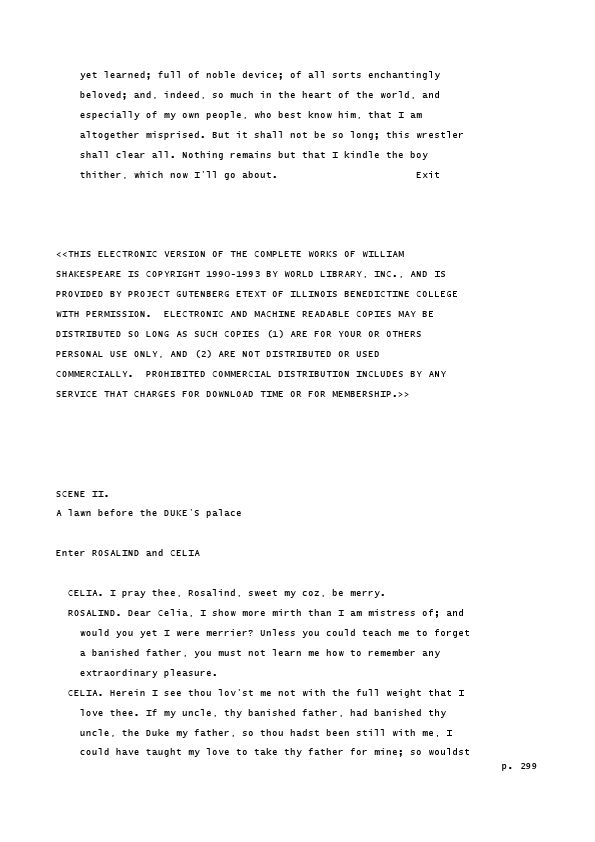 yet learned; full of noble device; of all sorts enchantingly
beloved; and, indeed, so much in the heart of the world, and
especially of my own people, who best know him, that I am
altogether misprised. But it shall not be so long; this wrestler
shall clear all. Nothing remains but that I kindle the boy
thither, which now I'll go about. Exit
<<THIS ELECTRONIC VERSION OF THE COMPLETE WORKS OF WILLIAM
SHAKESPEARE IS COPYRIGHT 1990-1993 BY WORLD LIBRARY, INC., AND IS
PROVIDED BY PROJECT GUTENBERG ETEXT OF ILLINOIS BENEDICTINE COLLEGE
WITH PERMISSION. ELECTRONIC AND MACHINE READABLE COPIES MAY BE
DISTRIBUTED SO LONG AS SUCH COPIES (1) ARE FOR YOUR OR OTHERS
PERSONAL USE ONLY, AND (2) ARE NOT DISTRIBUTED OR USED
COMMERCIALLY. PROHIBITED COMMERCIAL DISTRIBUTION INCLUDES BY ANY
SERVICE THAT CHARGES FOR DOWNLOAD TIME OR FOR MEMBERSHIP.>>
SCENE II.
A lawn before the DUKE'S palace
Enter ROSALIND and CELIA
CELIA. I pray thee, Rosalind, sweet my coz, be merry.
ROSALIND. Dear Celia, I show more mirth than I am mistress of; and
would you yet I were merrier? Unless you could teach me to forget
a banished father, you must not learn me how to remember any
extraordinary pleasure.
CELIA. Herein I see thou lov'st me not with the full weight that I
love thee. If my uncle, thy banished father, had banished thy
uncle, the Duke my father, so thou hadst been still with me, I
could have taught my love to take thy father for mine; so wouldst
p. 299